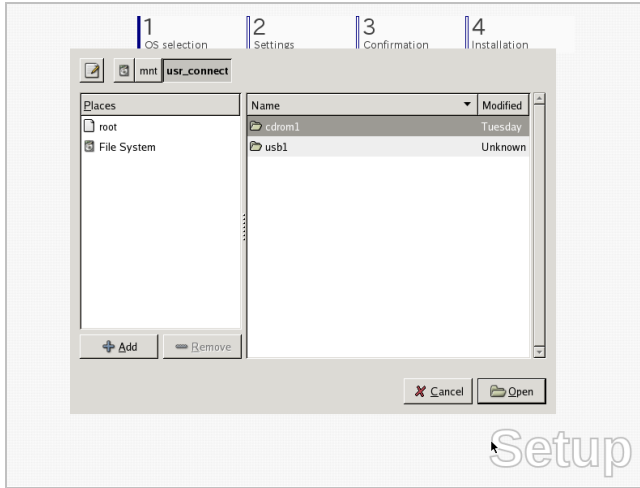 1
OS selection
2
Settings
3
Confirmation
4
Installation
mnt
usr_connect
Places
root
File System
Name
Modified
cdrom1
Tuesday
usb1
Unknown
Add
Remove
Cancel
Open
Setup